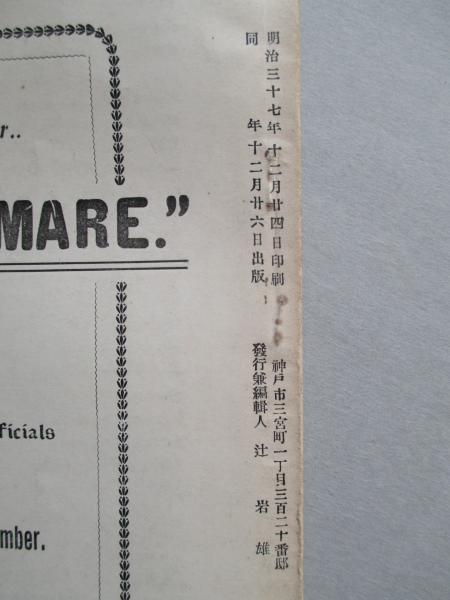 r..
MARE.”
ficials
mber.
明治三十七年十二月廿四日印刷
同年十二月廿六日出版
神戸市三宮町一丁目三百二十番邸
發行兼編輯人 辻岩雄